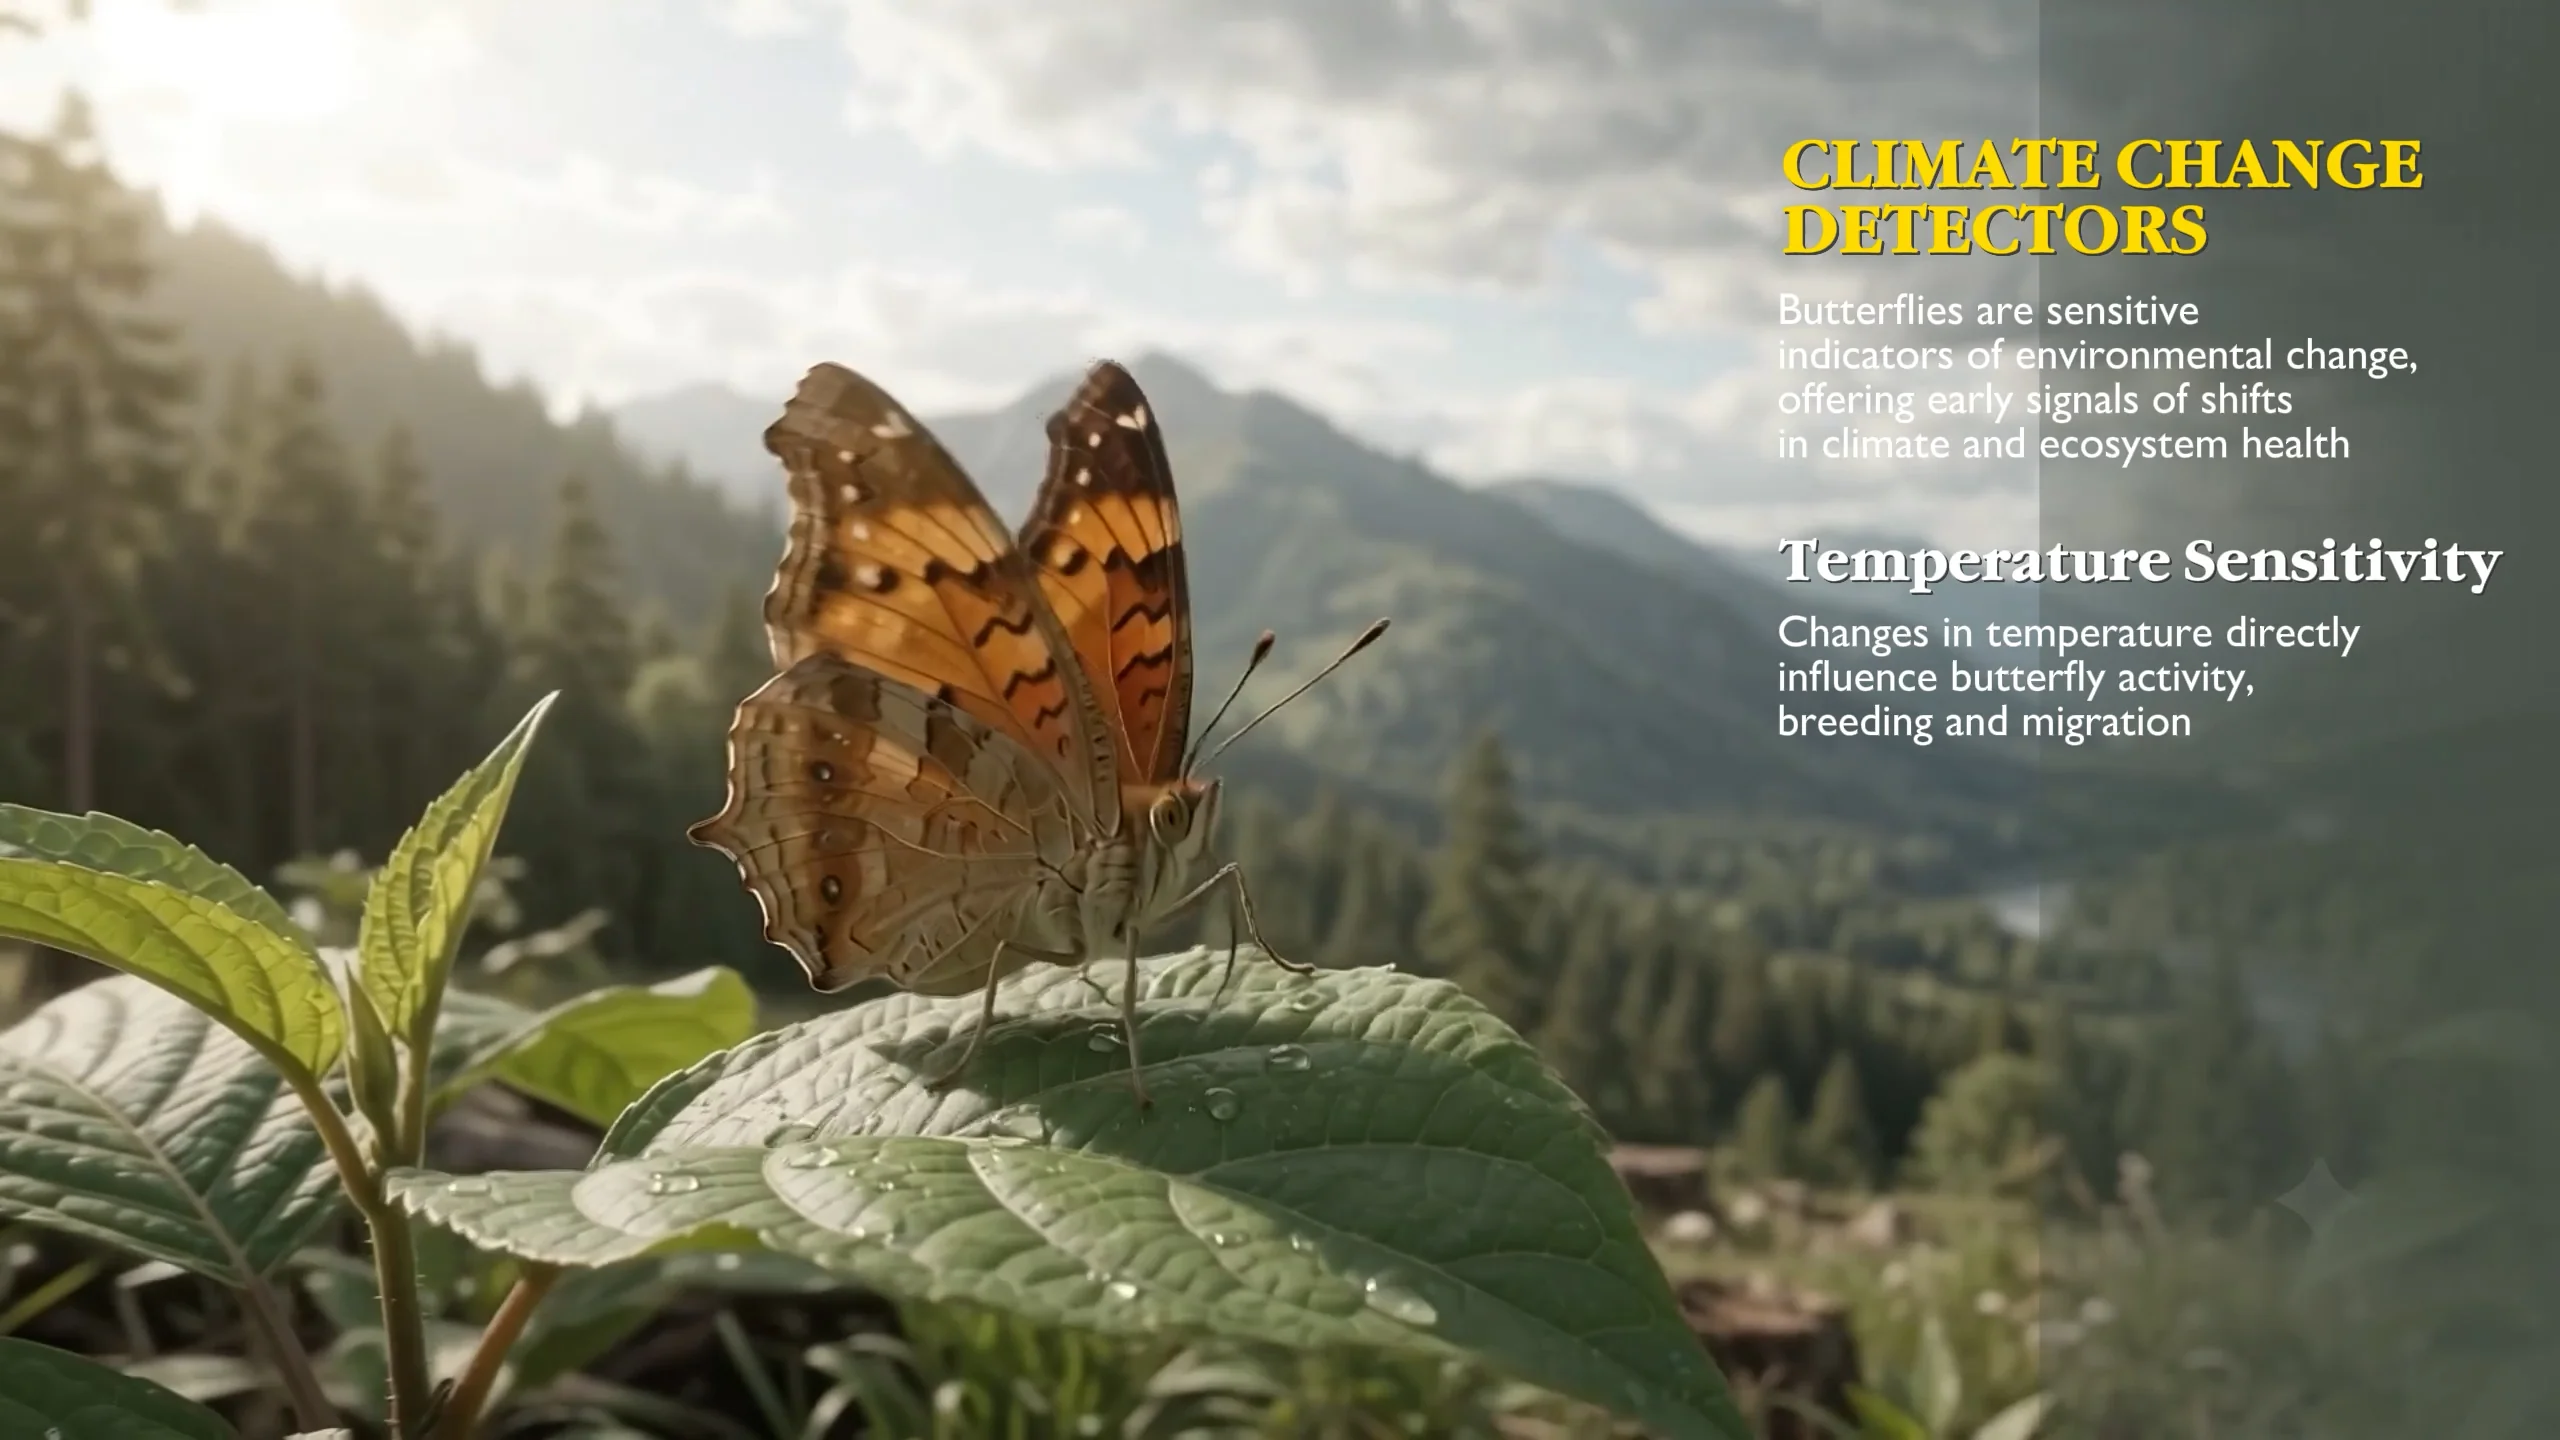 CLIMATE CHANGE
DETECTORS
Butterflies are sensitive
indicators of environmental change,
offering early signals of shifts
in climate and ecosystem health
Temperature Sensitivity
Changes in temperature directly
influence butterfly activity,
breeding and migration